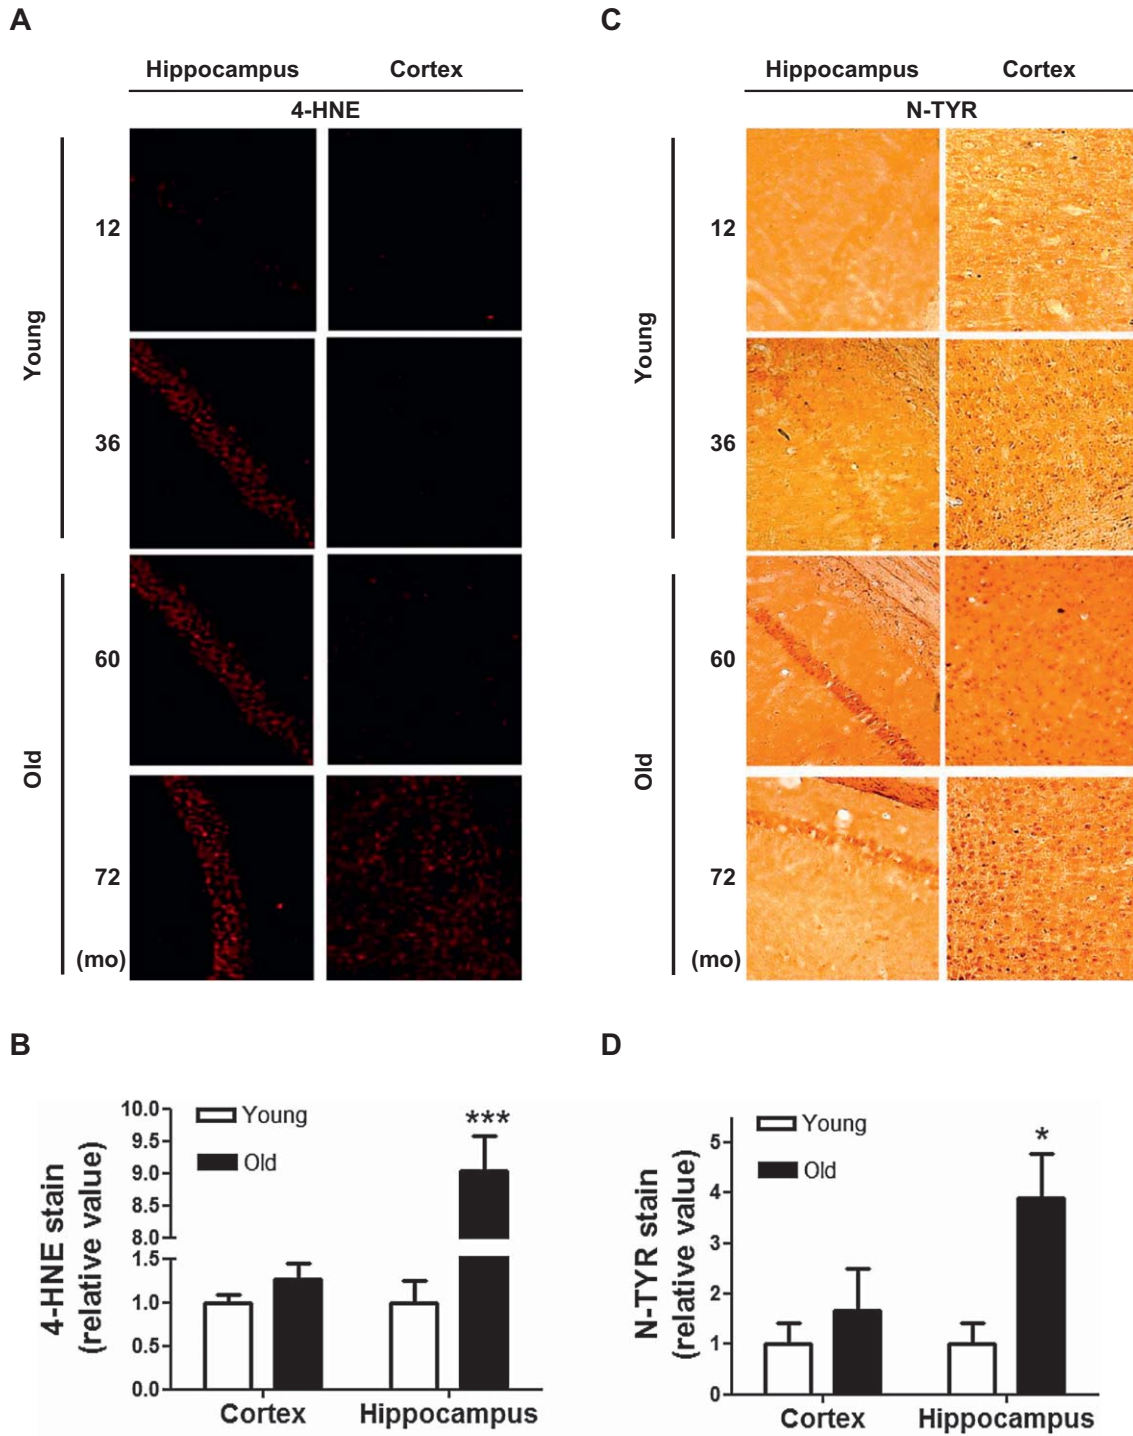 A
Hippocampus Cortex
4-HNE
Young
12
36
Old
60
72
(mo)
C
Hippocampus Cortex
N-TYR
Young
12
36
Old
60
72
(mo)
B
4-HNE stain
(relative value)
10.0
9.5
9.0
8.5
8.0
1.5
1.0
0.5
0.0
Young
Old
***
Cortex Hippocampus
D
N-TYR stain
(relative value)
5
4
3
2
1
0
Young
Old
*
Cortex Hippocampus